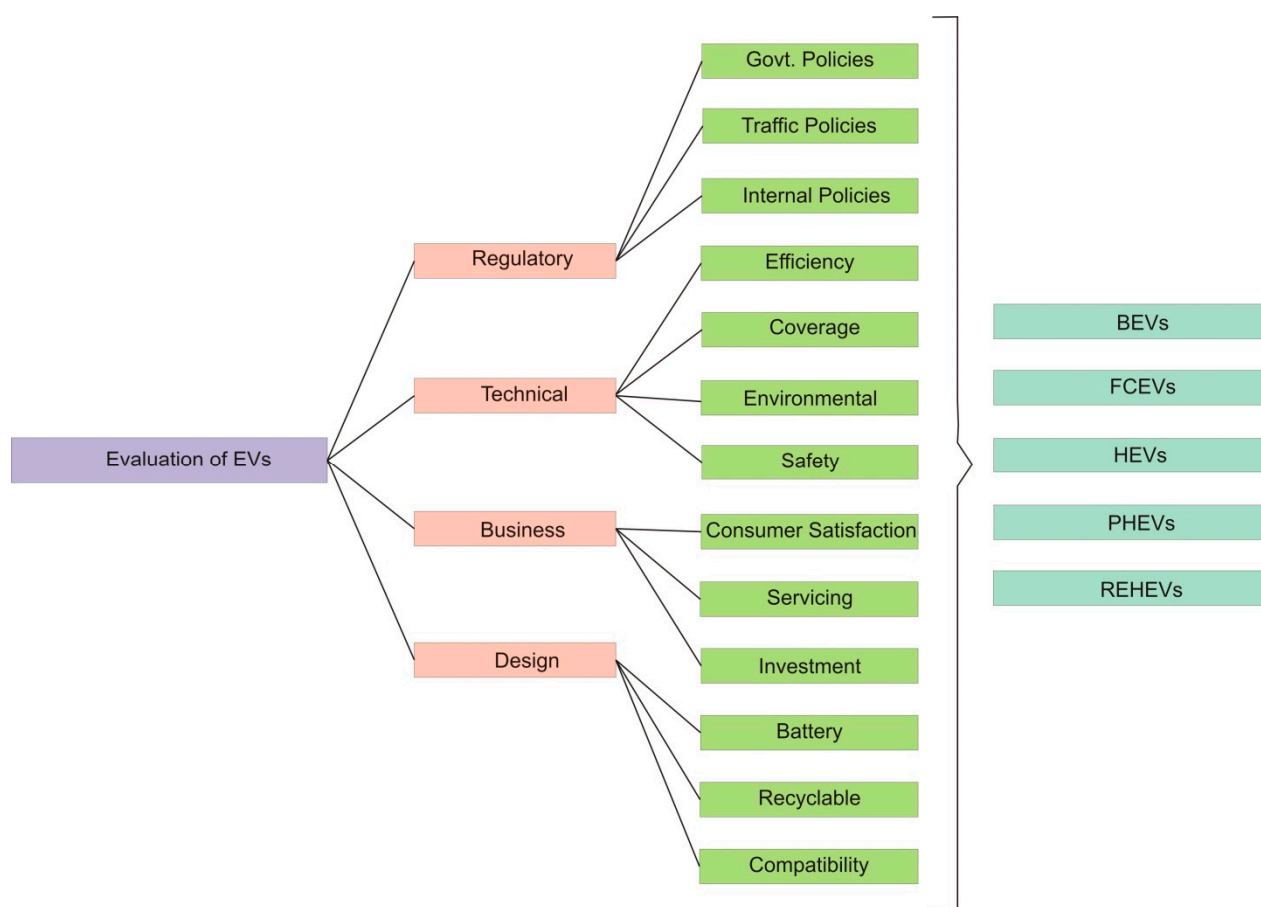 Evaluation of EVs
Regulatory
Technical
Business
Design
Govt. Policies
Traffic Policies
Internal Policies
Efficiency
Coverage
Environmental
Safety
Consumer Satisfaction
Servicing
Investment
Battery
Recyclable
Compatibility
BEVs
FCEVs
HEVs
PHEVs
REHEVs